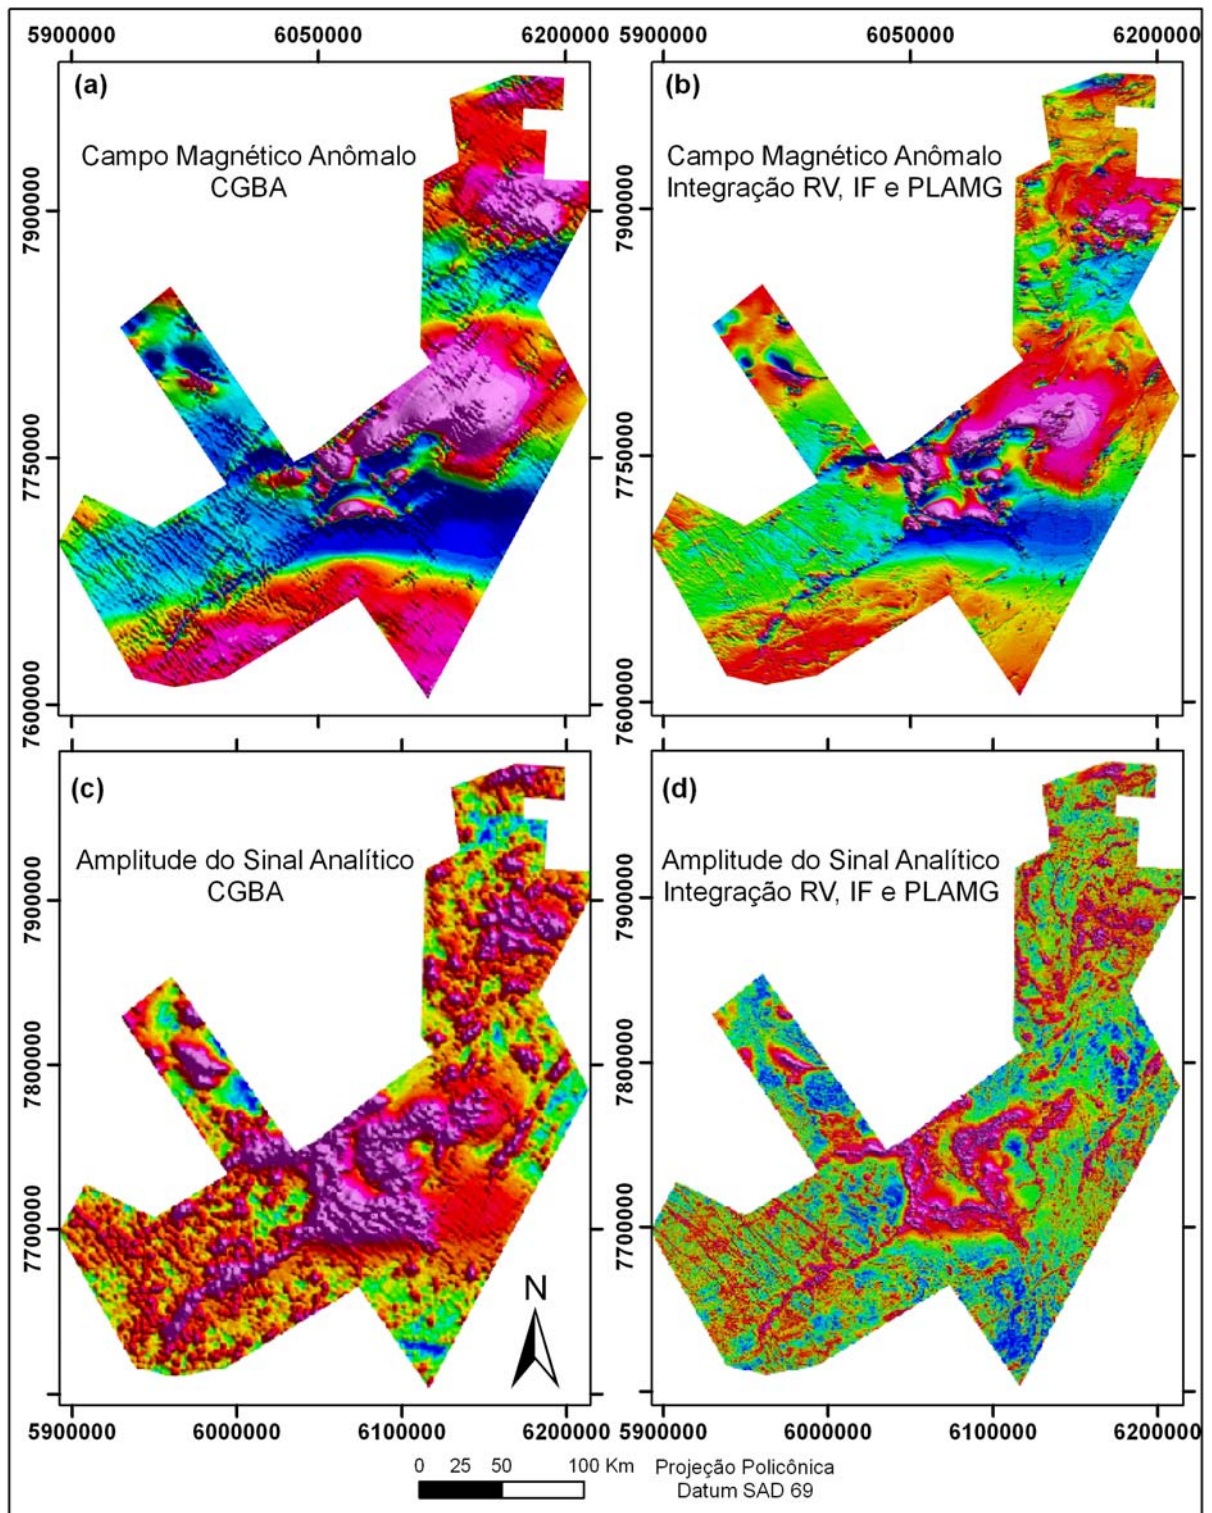 5900000 6050000 6200000 5900000 6050000 6200000
(a)
Campo Magnético Anômalo
CGBA
7900000
7750000
7600000
(b)
Campo Magnético Anômalo
Integração RV, IF e PLAMG
7900000
7750000
7600000
(c)
Amplitude do Sinal Analítico
CGBA
7900000
7800000
7700000
N
(d)
Amplitude do Sinal Analítico
Integração RV, IF e PLAMG
7900000
7800000
7700000
5900000 6000000 6100000 6200000 5900000 6000000 6100000 6200000
0 25 50 100 Km
Projeção Policônica
Datum SAD 69